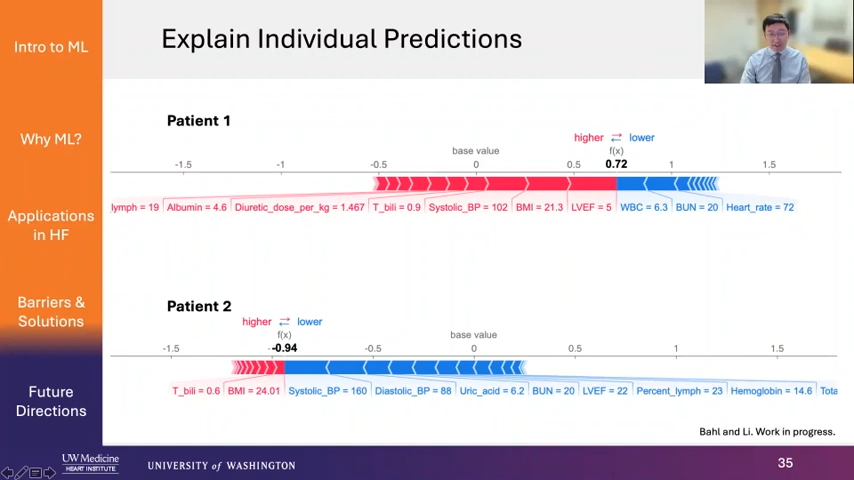 Explain Individual Predictions
Intro to ML
Why ML?
Applications
in HF
Barriers &
Solutions
Future
Directions
Patient 1
higher ⇄ lower
base value
f(x)
-1.5 -1 -0.5 0 0.5 0.72 1 1.5
lymph = 19 Albumin = 4.6 Diuretic_dose_per_kg = 1.467 T_bili = 0.9 Systolic_BP = 102 BMI = 21.3 LVEF = 5 WBC = 6.3 BUN = 20 Heart_rate = 72
Patient 2
higher ⇄ lower
f(x)
base value
-1.5 -0.94 -0.5 0 0.5 1 1.5
T_bili = 0.6 BMI = 24.01 Systolic_BP = 160 Diastolic_BP = 88 Uric_acid = 6.2 BUN = 20 LVEF = 22 Percent_lymph = 23 Hemoglobin = 14.6 Tota
Bahl and Li. Work in progress.
UW Medicine
HEART INSTITUTE
UNIVERSITY of WASHINGTON
35